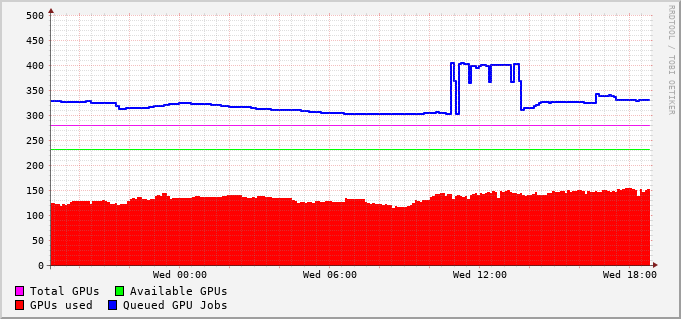 500
450
400
350
300
250
200
150
100
50
0
Wed 00:00 Wed 06:00 Wed 12:00 Wed 18:00
Total GPUs Available GPUs
GPUs used Queued GPU Jobs
RRDTOOL / TOBI OETIKER